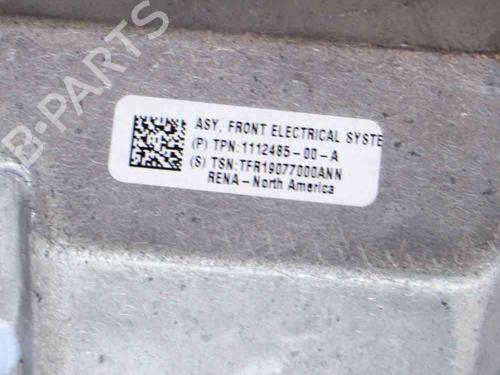 B-PARTS
ASY, FRONT ELECTRICAL SYSTE
(P) TPN:1112485-00-A
(S) TSN:TFR19077000ANN
RENA-North America